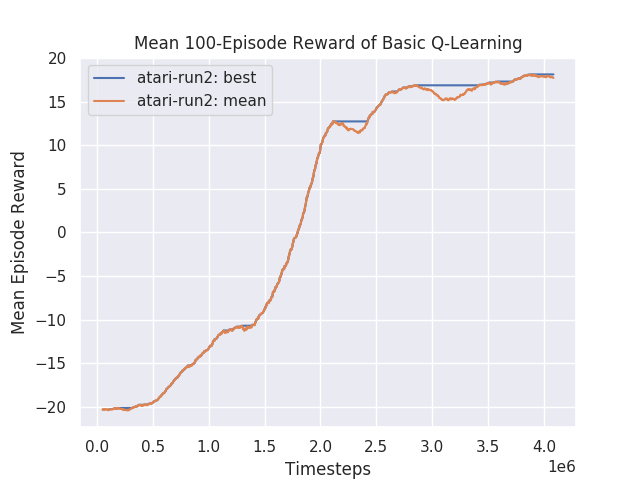 Mean 100-Episode Reward of Basic Q-Learning
atari-run2: best
atari-run2: mean
Mean Episode Reward
20
15
10
5
0
−5
−10
−15
−20
0.0 0.5 1.0 1.5 2.0 2.5 3.0 3.5 4.0
1e6
Timesteps